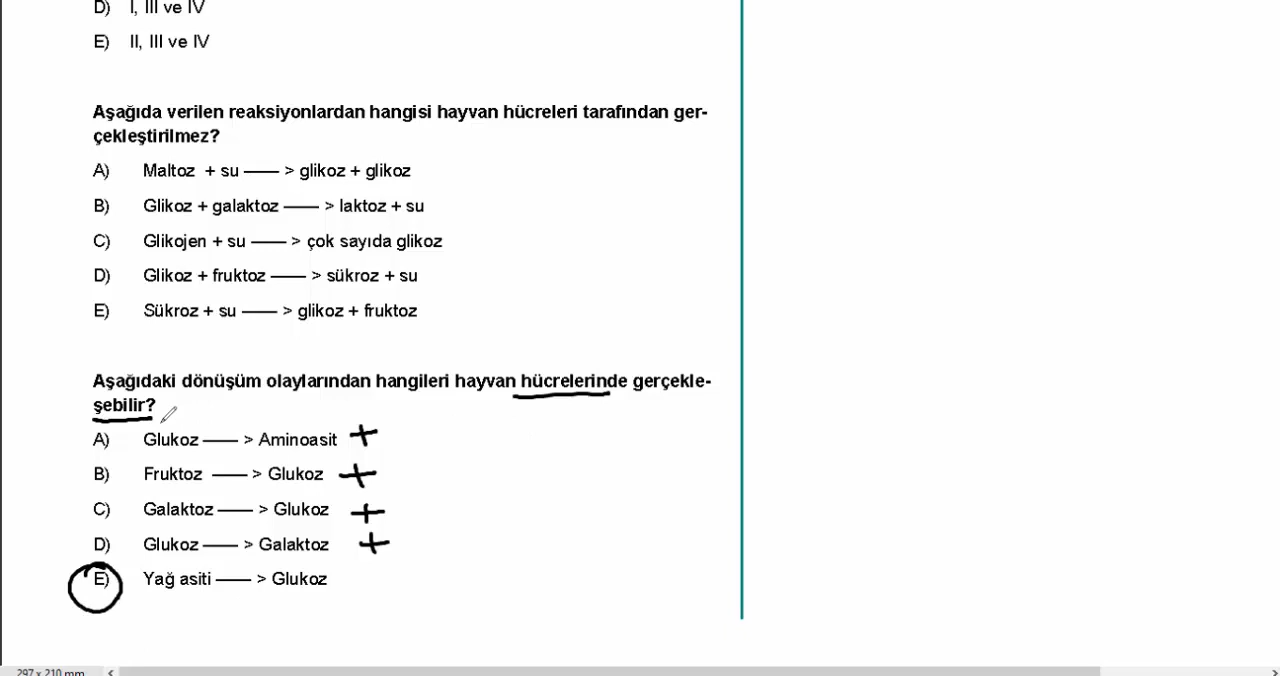 D) I, III ve IV
E) II, III ve IV
Aşağıda verilen reaksiyonlardan hangisi hayvan hücreleri tarafından ger-
çekleştirilmez?
A) Maltoz + su ——> glikoz + glikoz
B) Glikoz + galaktoz ——> laktoz + su
C) Glikojen + su ——> çok sayıda glikoz
D) Glikoz + fruktoz ——> sükroz + su
E) Sükroz + su ——> glikoz + fruktoz
Aşağıdaki dönüşüm olaylarından hangileri hayvan hücrelerinde gerçekle-
şebilir?
A) Glukoz ——> Aminoasit +
B) Fruktoz ——> Glukoz +
C) Galaktoz ——> Glukoz +
D) Glukoz ——> Galaktoz +
E) Yağ asiti ——> Glukoz
297 x 210 mm